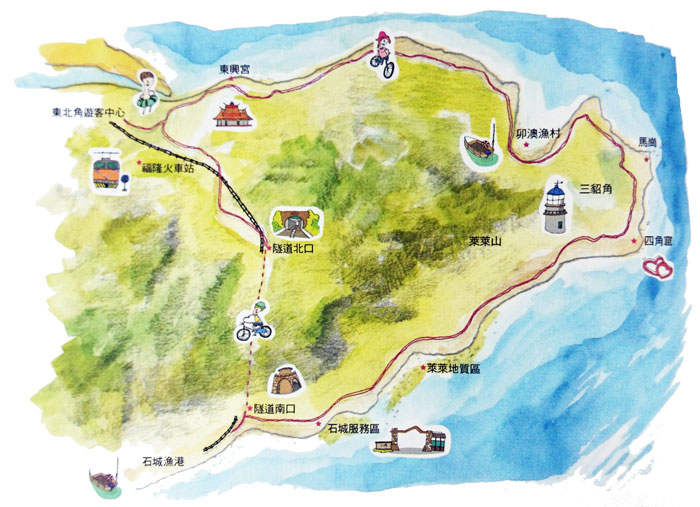 東興宮
東北角遊客中心
卯澳漁村
馬崗
福隆火車站
三貂角
四角窟
萊萊山
隧道北口
萊萊地質區
隧道南口
石城服務區
石城漁港